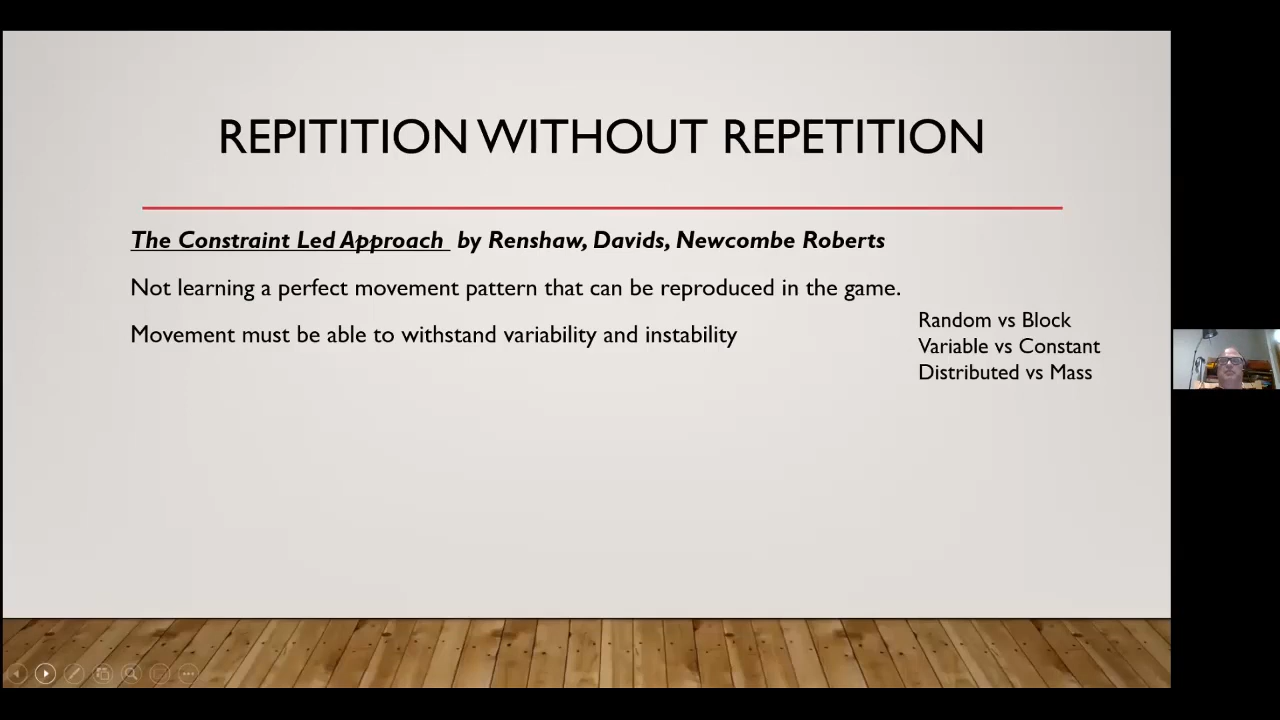 REPITITION WITHOUT REPETITION
The Constraint Led Approach by Renshaw, Davids, Newcombe Roberts
Not learning a perfect movement pattern that can be reproduced in the game.
Movement must be able to withstand variability and instability
Random vs Block
Variable vs Constant
Distributed vs Mass